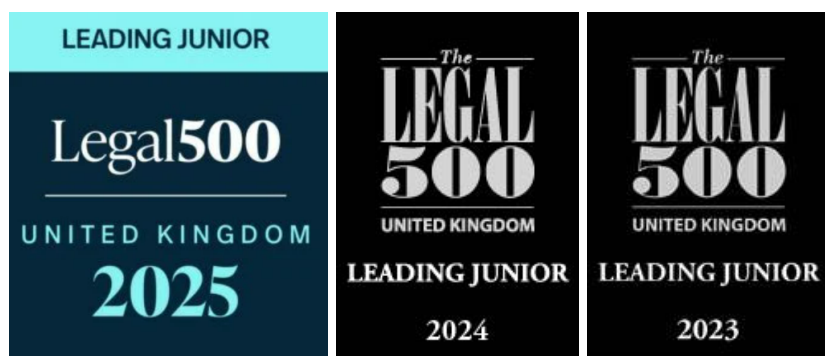 LEADING JUNIOR
Legal500
UNITED KINGDOM
2025
The
LEGAL
500
UNITED KINGDOM
LEADING JUNIOR
2024
The
LEGAL
500
UNITED KINGDOM
LEADING JUNIOR
2023